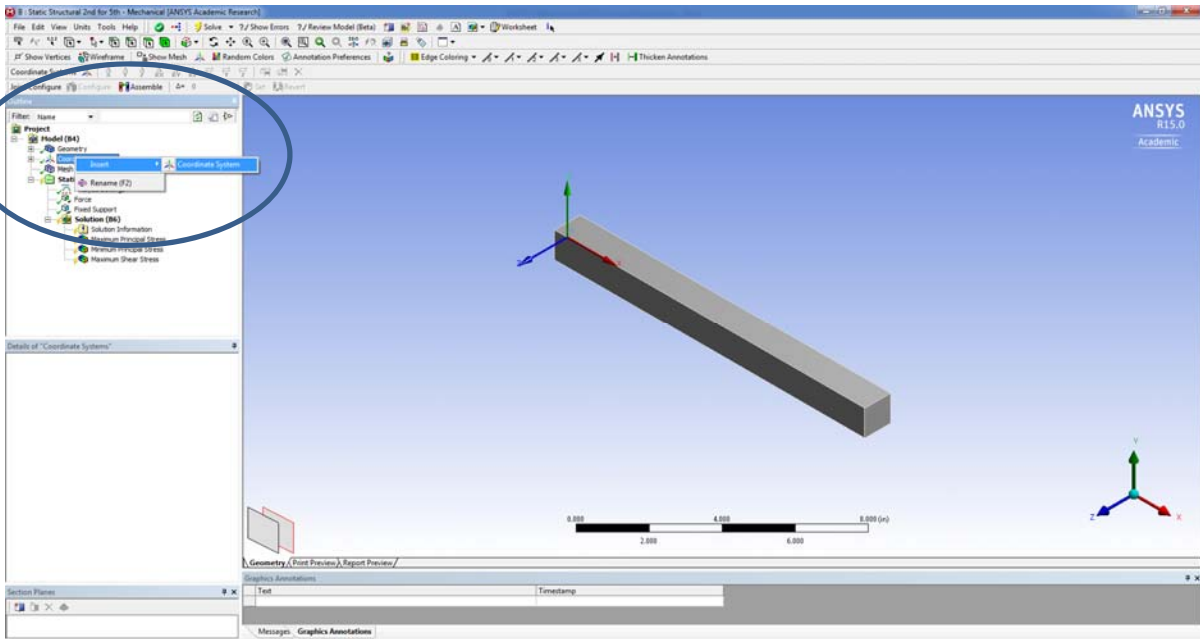 B : Static Structural 2nd for 5th - Mechanical [ANSYS Academic Research]
File Edit View Units Tools Help Solve ?/ Show Errors ?/ Review Model (Beta) Worksheet
Show Vertices Wireframe Show Mesh Random Colors Annotation Preferences Edge Coloring Thicken Annotations
Coordinate Systems
Configure Configure Assemble Set Revert
Outline
Filter: Name
Project
Model (B4)
Geometry
Insert Coordinate System
Mesh
Rename (F2)
Force
Fixed Support
Solution (B6)
Solution Information
Maximum Principal Stress
Minimum Principal Stress
Maximum Shear Stress
ANSYS
R15.0
Academic
Details of "Coordinate Systems"
Y
Z X
0.000 4.000 8.000 (in)
2.000 6.000
Geometry Print Preview Report Preview
Graphics Annotations
Section Planes
Text Timestamp
Messages Graphics Annotations